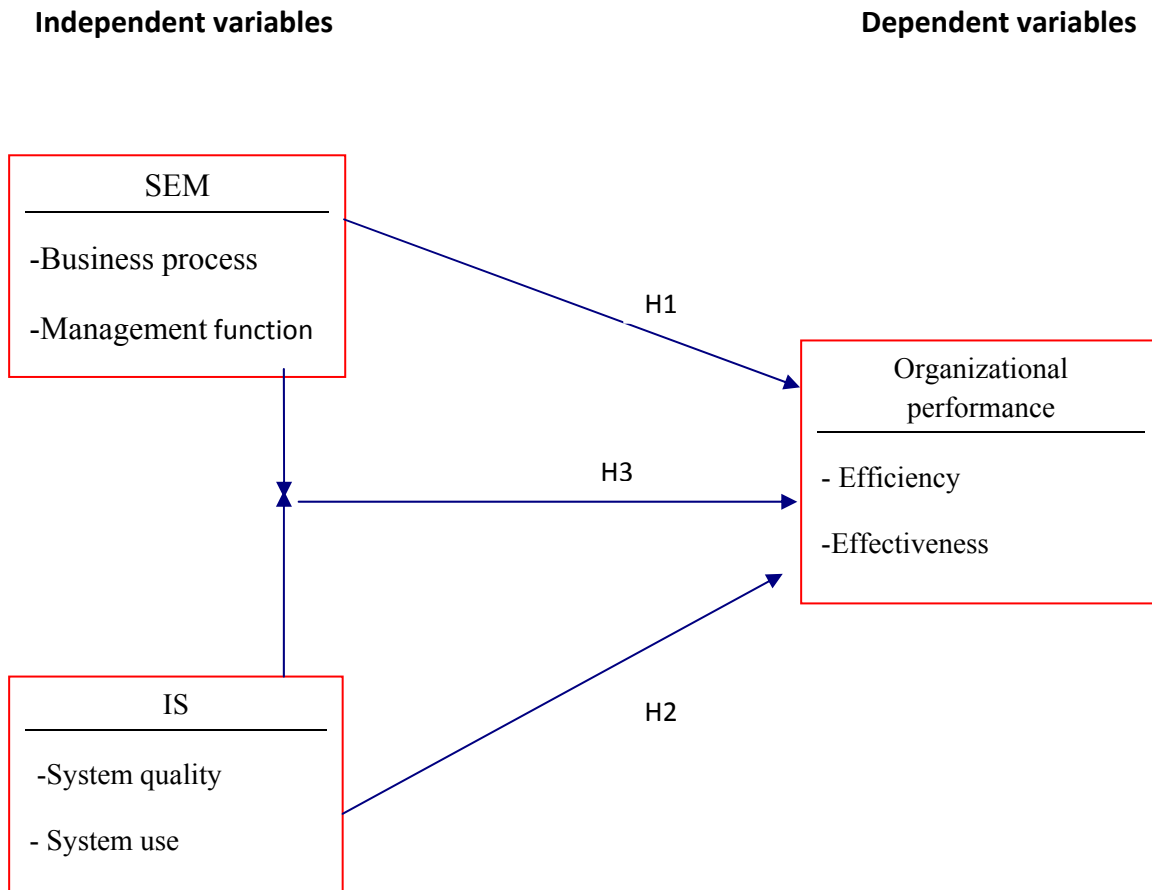 Independent variables
Dependent variables
SEM
-Business process
-Management function
H1
Organizational
performance
- Efficiency
-Effectiveness
H3
IS
-System quality
- System use
H2